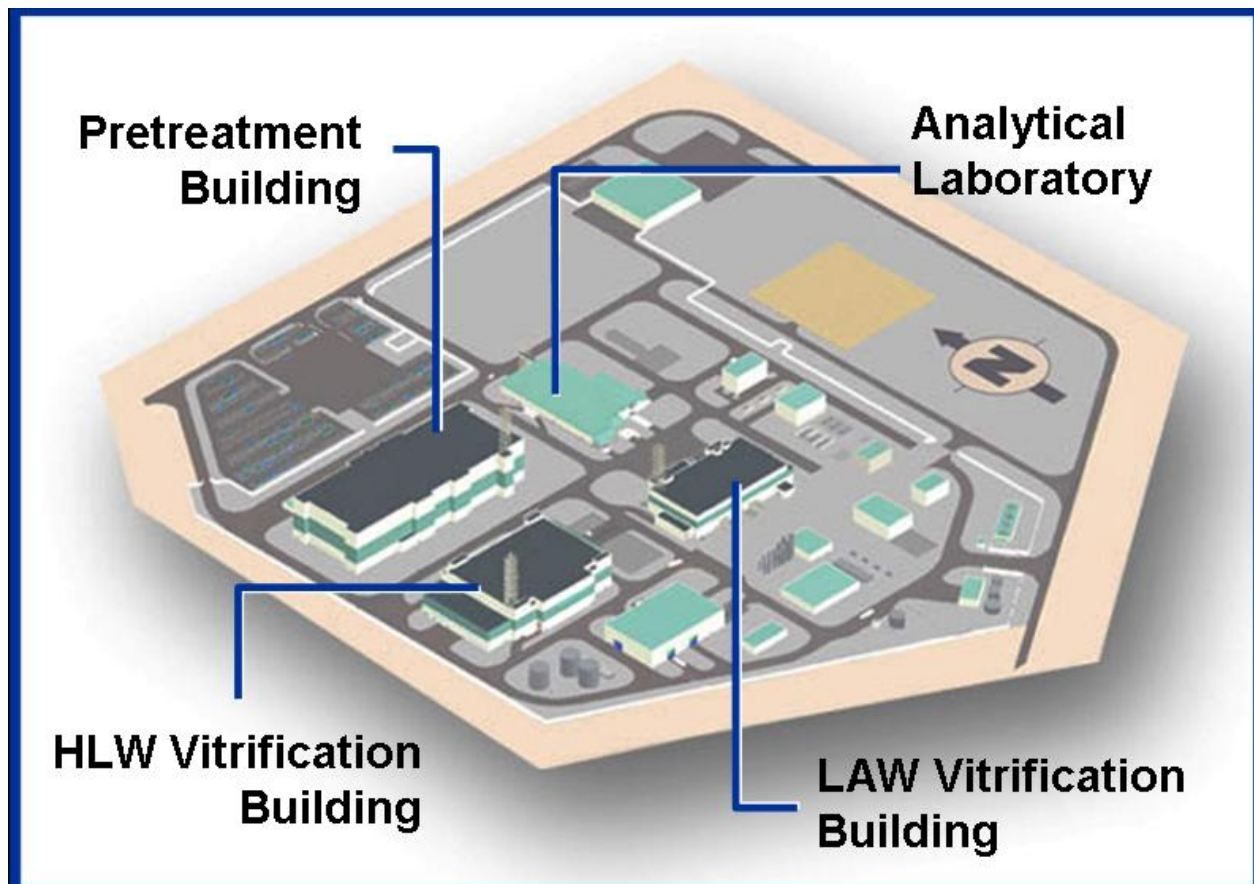 Pretreatment
Building
Analytical
Laboratory
N
HLW Vitrification
Building
LAW Vitrification
Building